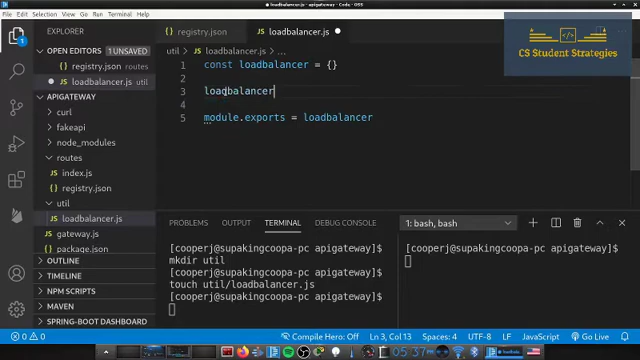 loadbalancer.js - apigateway - Code - OSS
File Edit Selection View Go Run Terminal Help
EXPLORER
OPEN EDITORS
1 UNSAVED
registry.json routes
loadbalancer.js util
APIGATEWAY
curl
fakeapi
node_modules
routes
index.js
registry.json
util
loadbalancer.js
gateway.js
package.json
OUTLINE
TIMELINE
NPM SCRIPTS
MAVEN
SPRING-BOOT DASHBOARD
registry.json
loadbalancer.js
util > loadbalancer.js > ...
1 const loadbalancer = {}
2
3 loadbalancer
4
5 module.exports = loadbalancer
</>
CS Student Strategies
PROBLEMS OUTPUT TERMINAL DEBUG CONSOLE
1: bash, bash
[cooperj@supakingcoopa-pc apigateway]$
mkdir util
[cooperj@supakingcoopa-pc apigateway]$
touch util/loadbalancer.js
[cooperj@supakingcoopa-pc apigateway]$
[cooperj@supakingcoopa-pc apigateway]$
Compile Hero: Off
Ln 3, Col 13
Spaces: 4
UTF-8
LF
JavaScript
Go Live